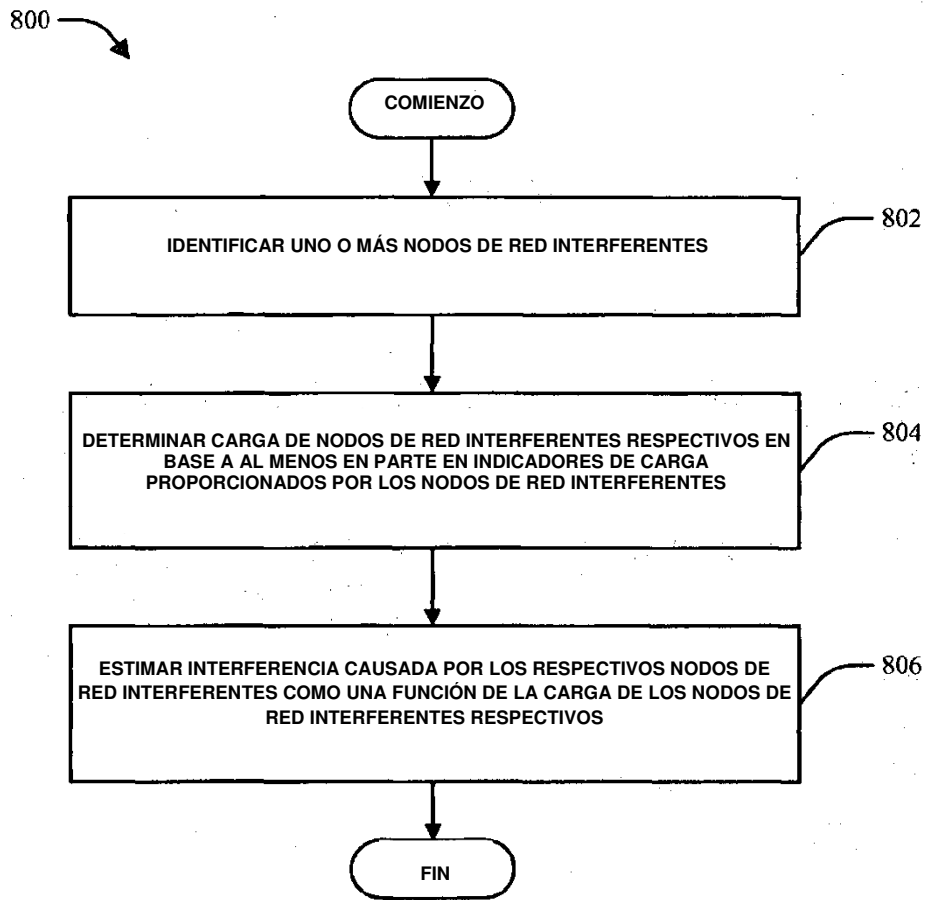 800
COMIENZO
IDENTIFICAR UNO O MÁS NODOS DE RED INTERFERENTES
802
DETERMINAR CARGA DE NODOS DE RED INTERFERENTES RESPECTIVOS EN
BASE A AL MENOS EN PARTE EN INDICADORES DE CARGA
PROPORCIONADOS POR LOS NODOS DE RED INTERFERENTES
804
ESTIMAR INTERFERENCIA CAUSADA POR LOS RESPECTIVOS NODOS DE
RED INTERFERENTES COMO UNA FUNCIÓN DE LA CARGA DE LOS NODOS DE
RED INTERFERENTES RESPECTIVOS
806
FIN